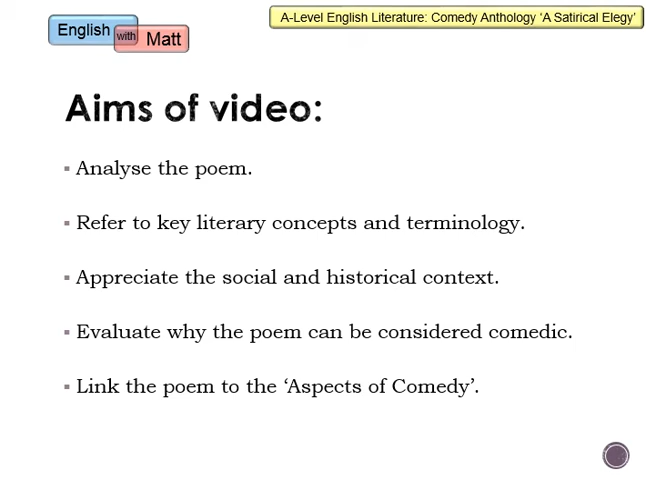 English with Matt
A-Level English Literature: Comedy Anthology ‘A Satirical Elegy’
Aims of video:
▪ Analyse the poem.
▪ Refer to key literary concepts and terminology.
▪ Appreciate the social and historical context.
▪ Evaluate why the poem can be considered comedic.
▪ Link the poem to the ‘Aspects of Comedy’.